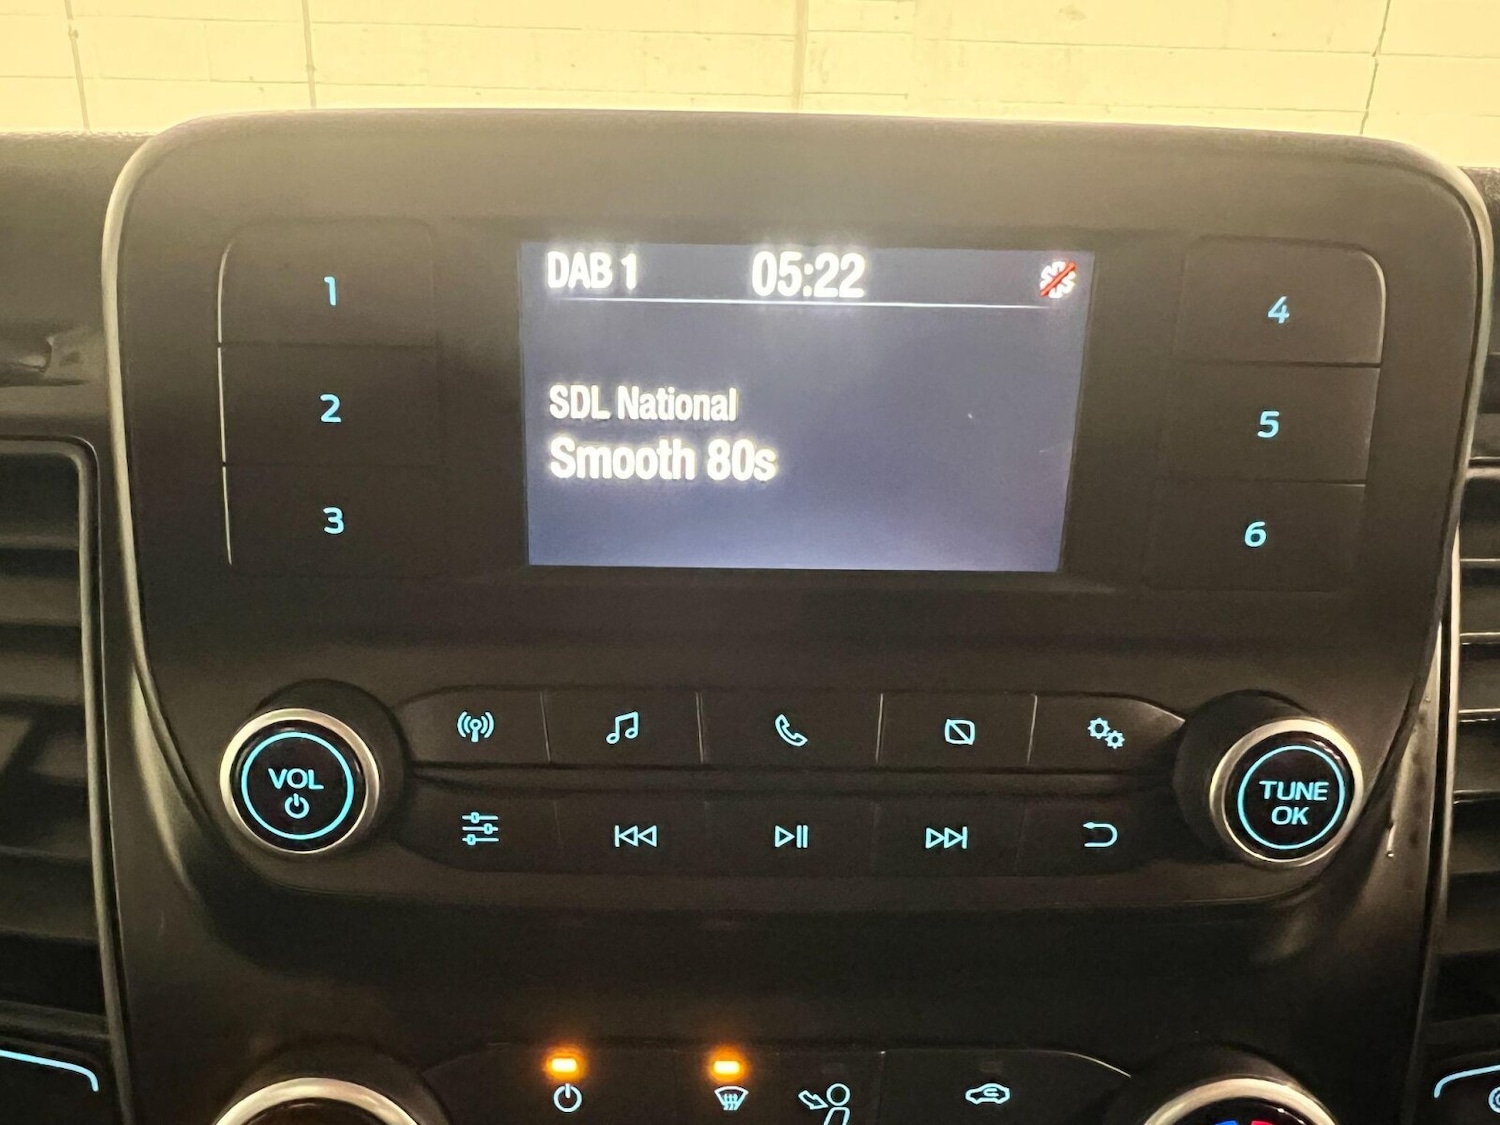 DAB 1 05:22
SDL National
Smooth 80s
1
2
3
4
5
6
VOL
TUNE
OK